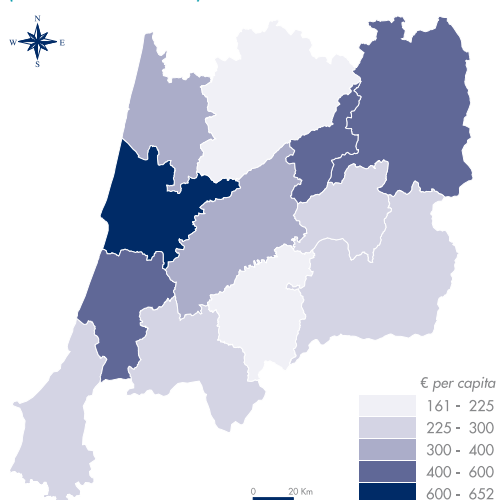 N
W E
S
€ per capita
161 - 225
225 - 300
300 - 400
400 - 600
600 - 652
0 20 Km